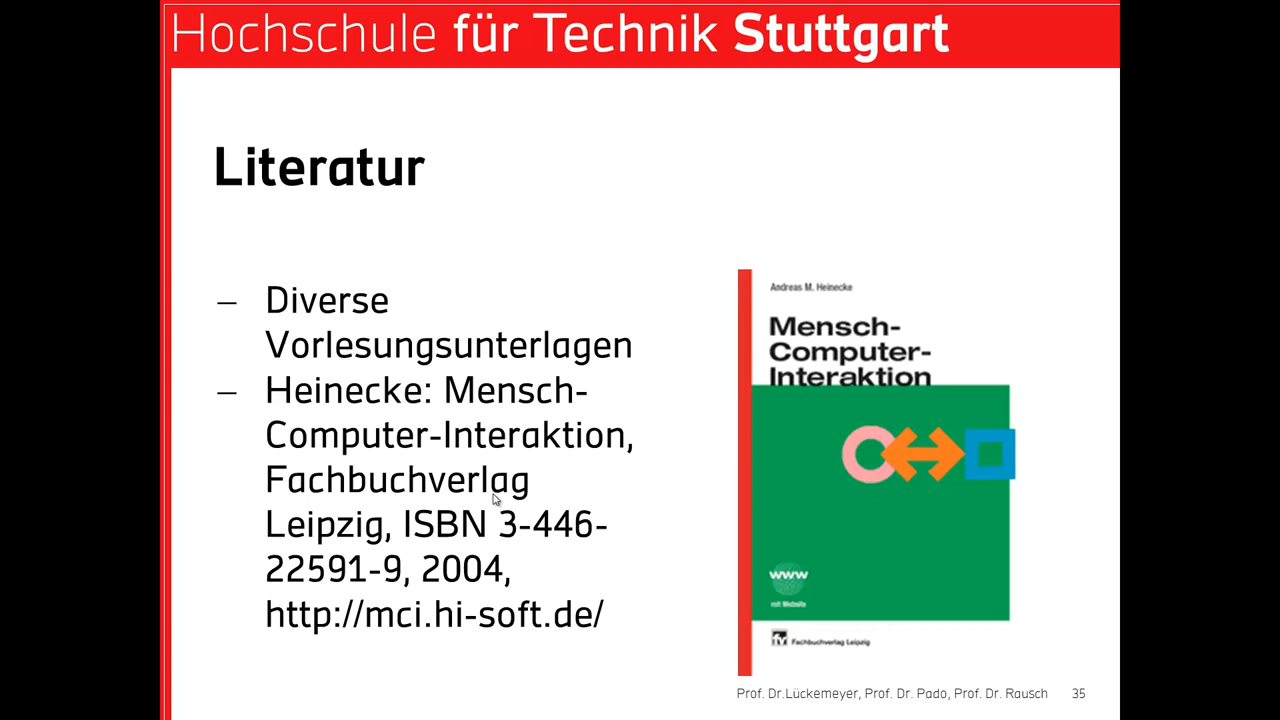 Hochschule für Technik Stuttgart
Literatur
– Diverse
Vorlesungsunterlagen
– Heinecke: Mensch-
Computer-Interaktion,
Fachbuchverlag
Leipzig, ISBN 3-446-
22591-9, 2004,
http://mci.hi-soft.de/
Andreas M. Heinecke
Mensch-
Computer-
Interaktion
www
mit Website
fv Fachbuchverlag Leipzig
Prof. Dr.Lückemeyer, Prof. Dr. Pado, Prof. Dr. Rausch 35